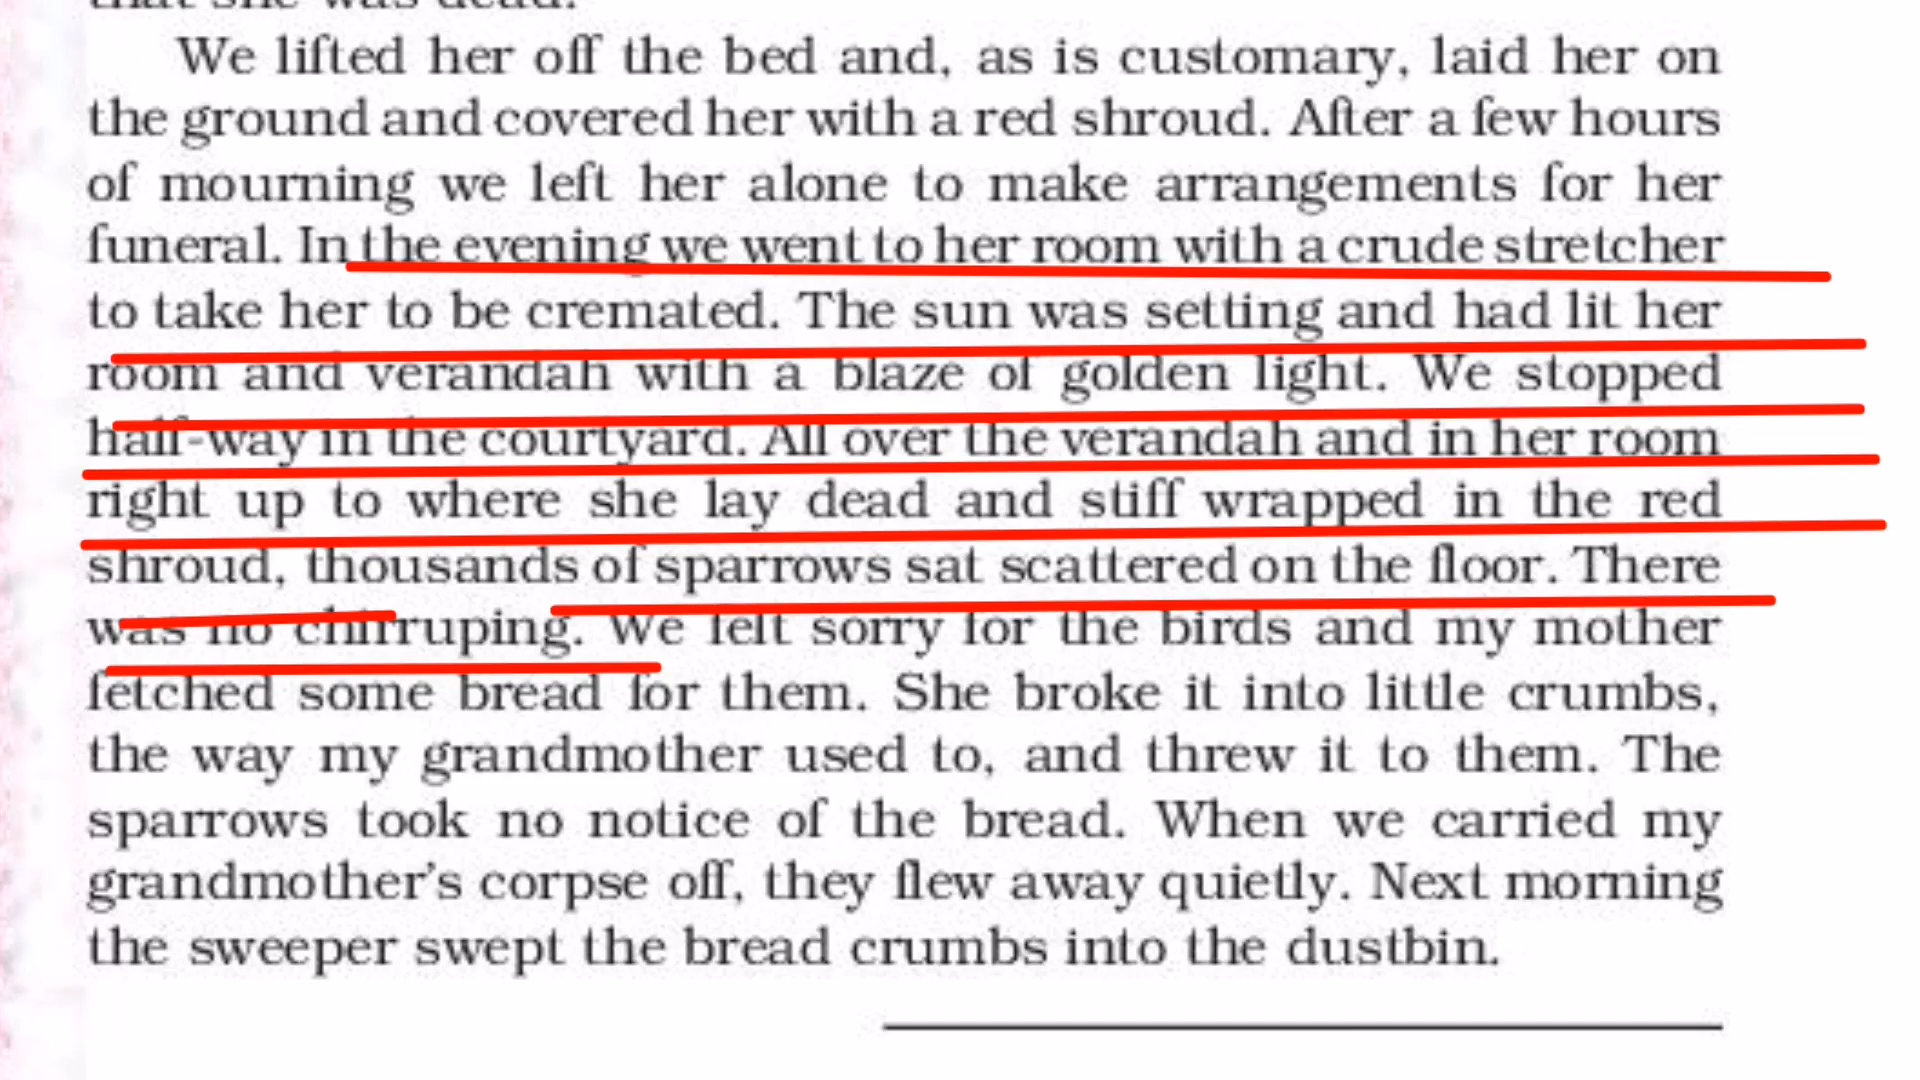 that she was dead.
We lifted her off the bed and, as is customary, laid her on
the ground and covered her with a red shroud. After a few hours
of mourning we left her alone to make arrangements for her
funeral. In the evening we went to her room with a crude stretcher
to take her to be cremated. The sun was setting and had lit her
room and verandah with a blaze of golden light. We stopped
half-way in the courtyard. All over the verandah and in her room
right up to where she lay dead and stiff wrapped in the red
shroud, thousands of sparrows sat scattered on the floor. There
was no chirruping. We felt sorry for the birds and my mother
fetched some bread for them. She broke it into little crumbs,
the way my grandmother used to, and threw it to them. The
sparrows took no notice of the bread. When we carried my
grandmother’s corpse off, they flew away quietly. Next morning
the sweeper swept the bread crumbs into the dustbin.